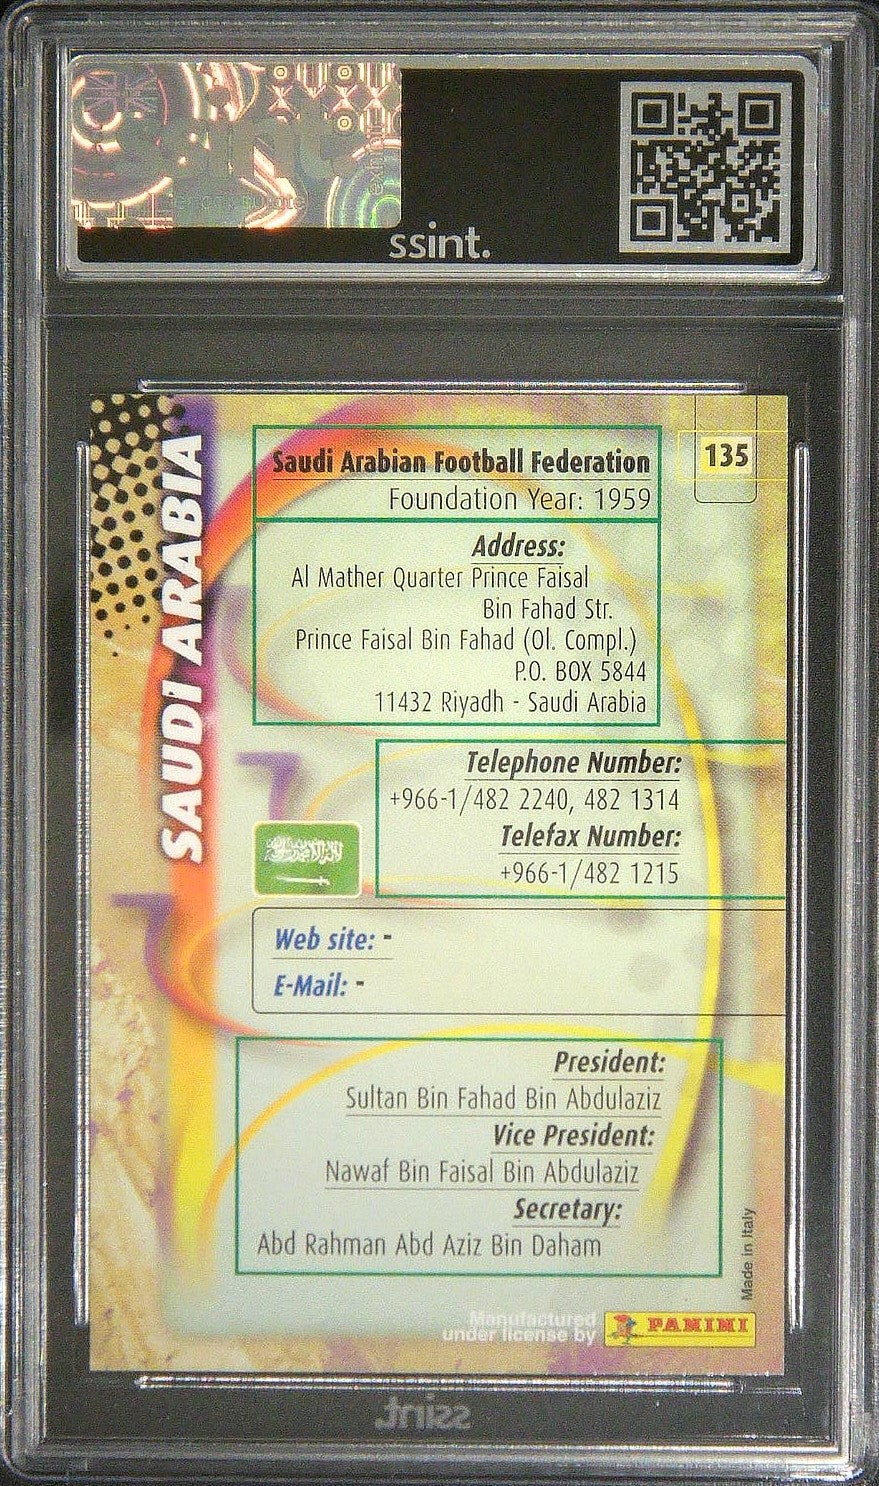 ssint.
SAUDI ARABIA
135
Saudi Arabian Football Federation
Foundation Year: 1959
Address:
Al Mather Quarter Prince Faisal
Bin Fahad Str.
Prince Faisal Bin Fahad (Ol. Compl.)
P.O. BOX 5844
11432 Riyadh - Saudi Arabia
Telephone Number:
+966-1/482 2240, 482 1314
Telefax Number:
+966-1/482 1215
Web site: -
E-Mail: -
President:
Sultan Bin Fahad Bin Abdulaziz
Vice President:
Nawaf Bin Faisal Bin Abdulaziz
Secretary:
Abd Rahman Abd Aziz Bin Daham
Made in Italy
Manufactured
under license by
PANINI
ssint.